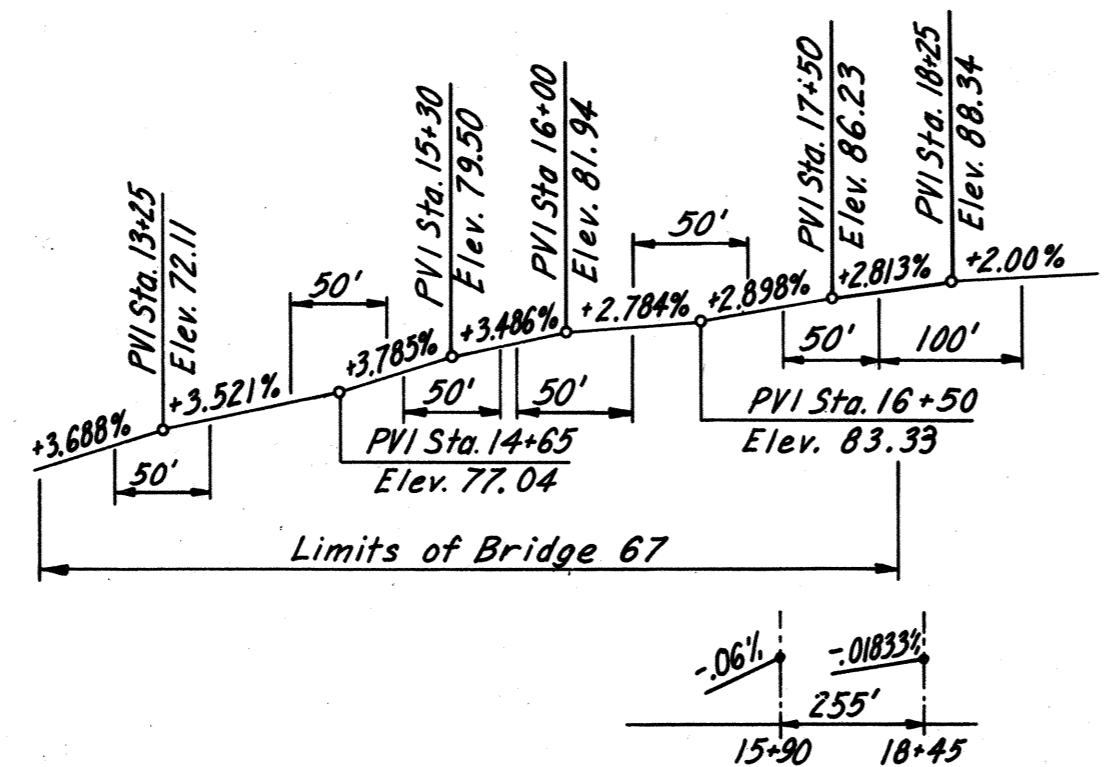 PVI Sta. 13+25
Elev. 72.11
PVI Sta. 15+30
Elev. 79.50
PVI Sta 16+00
Elev. 81.94
PVI Sta. 17+50
Elev. 86.23
PVI Sta. 18+25
Elev. 88.34
+3.688%
+3.521%
+3.785%
+3.486%
+2.784%
+2.898%
+2.813%
+2.00%
50'
50'
50'
50'
50'
50'
100'
PVI Sta. 14+65
Elev. 77.04
PVI Sta. 16+50
Elev. 83.33
Limits of Bridge 67
-.06%
-.01833%
255'
15+90
18+45